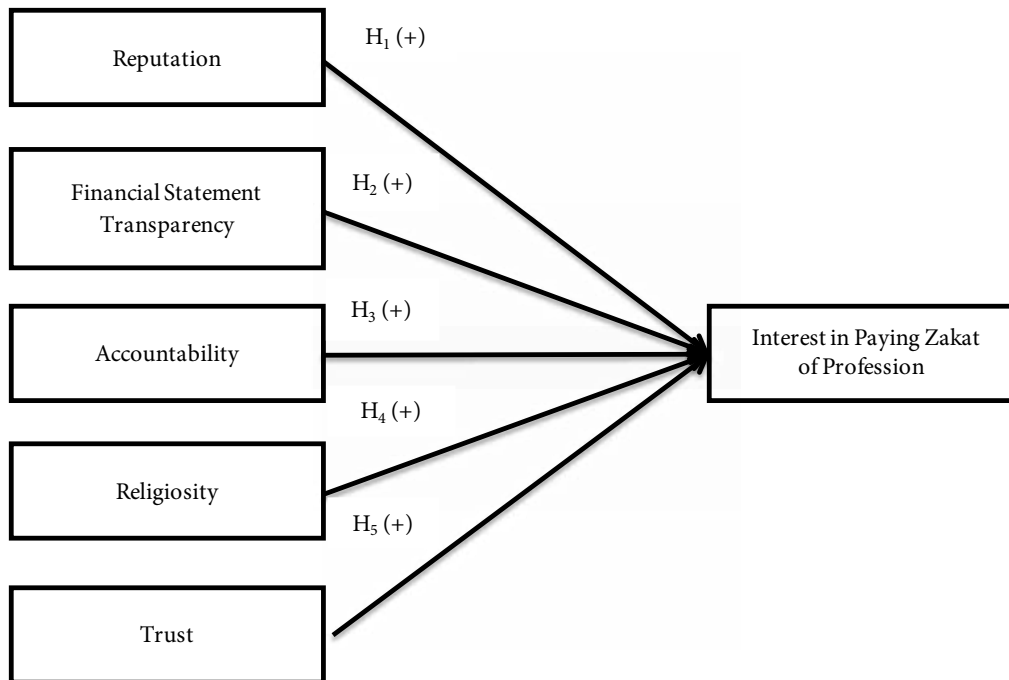 Reputation
H₁ (+)
Financial Statement
Transparency
H₂ (+)
Accountability
H₃ (+)
Religiosity
H₄ (+)
Trust
H₅ (+)
Interest in Paying Zakat
of Profession